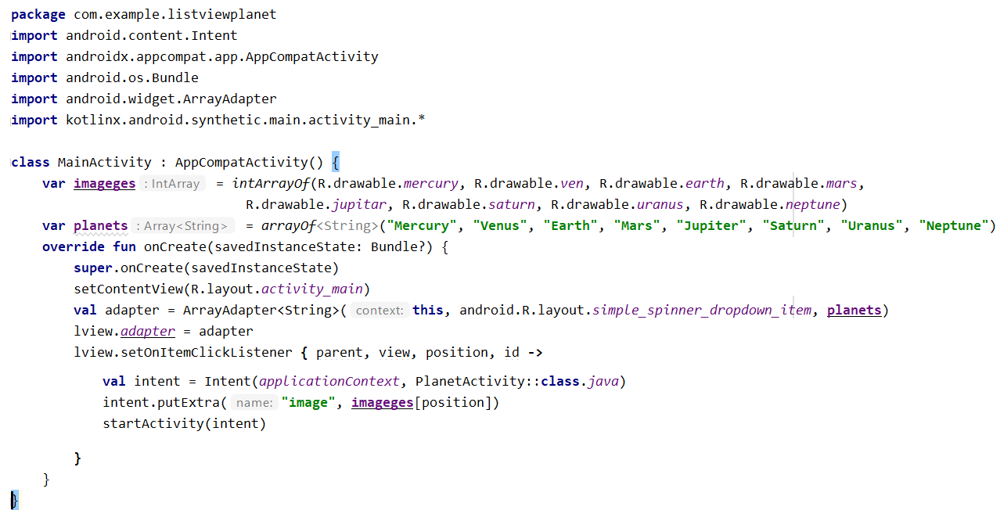 package com.example.listviewplanet
import android.content.Intent
import androidx.appcompat.app.AppCompatActivity
import android.os.Bundle
import android.widget.ArrayAdapter
import kotlinx.android.synthetic.main.activity_main.*
class MainActivity : AppCompatActivity() {
var imageges : IntArray = intArrayOf(R.drawable.mercury, R.drawable.ven, R.drawable.earth, R.drawable.mars,
R.drawable.jupitar, R.drawable.saturn, R.drawable.uranus, R.drawable.neptune)
var planets : Array<String> = arrayOf<String>("Mercury", "Venus", "Earth", "Mars", "Jupiter", "Saturn", "Uranus", "Neptune")
override fun onCreate(savedInstanceState: Bundle?) {
super.onCreate(savedInstanceState)
setContentView(R.layout.activity_main)
val adapter = ArrayAdapter<String>( context: this, android.R.layout.simple_spinner_dropdown_item, planets)
lview.adapter = adapter
lview.setOnItemClickListener { parent, view, position, id ->
val intent = Intent(applicationContext, PlanetActivity::class.java)
intent.putExtra( name: "image", imageges[position])
startActivity(intent)
}
}
}